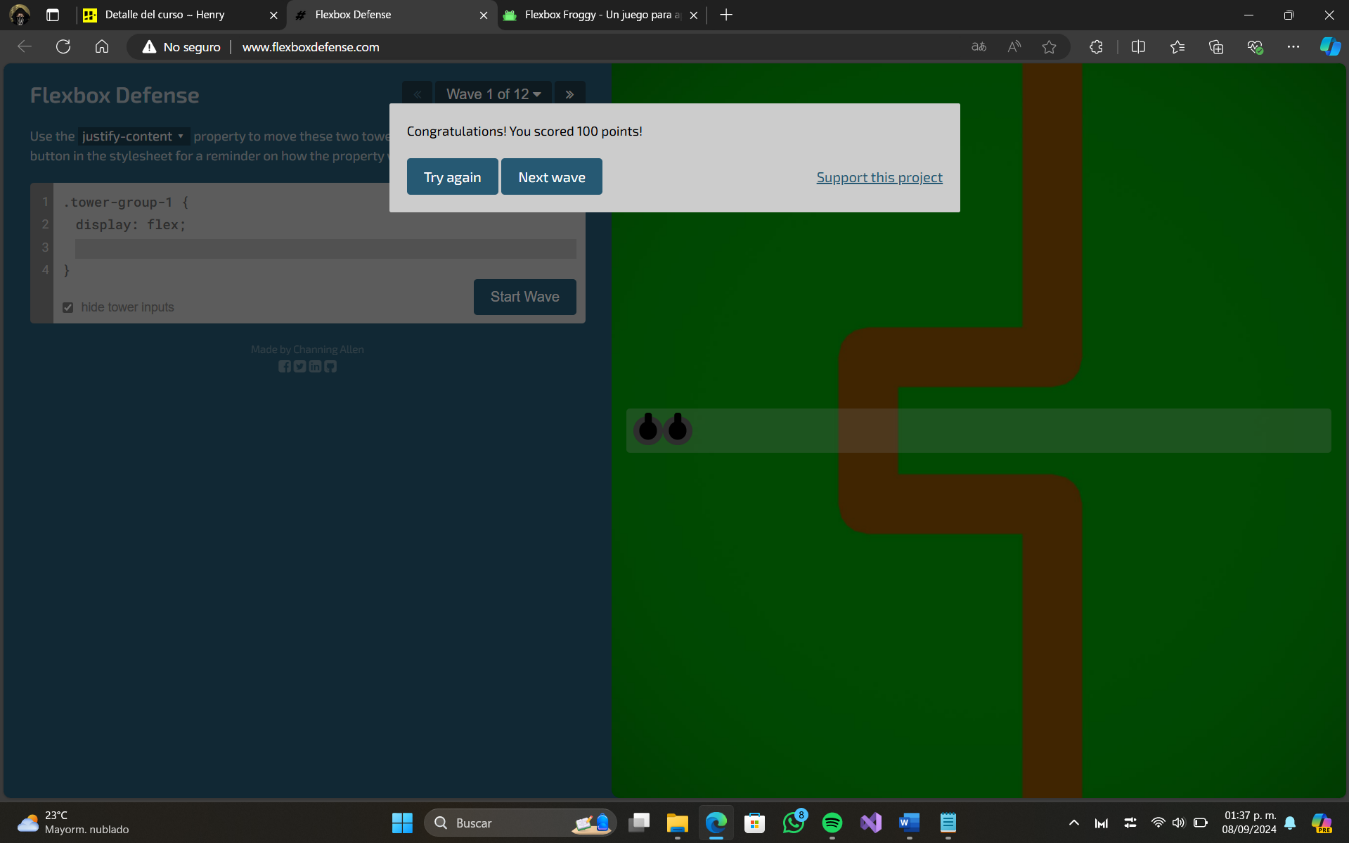 Detalle del curso – Henry
Flexbox Defense
Flexbox Froggy - Un juego para a
No seguro
www.flexboxdefense.com
Flexbox Defense
« Wave 1 of 12 »
Congratulations! You scored 100 points!
Try again
Next wave
Support this project
Use the justify-content property to move these two towe
button in the stylesheet for a reminder on how the property
1 .tower-group-1 {
2 display: flex;
3
4 }
hide tower inputs
Start Wave
Made by Channing Allen
23°C
Mayorm. nublado
Buscar
8
01:37 p. m.
08/09/2024
PRE